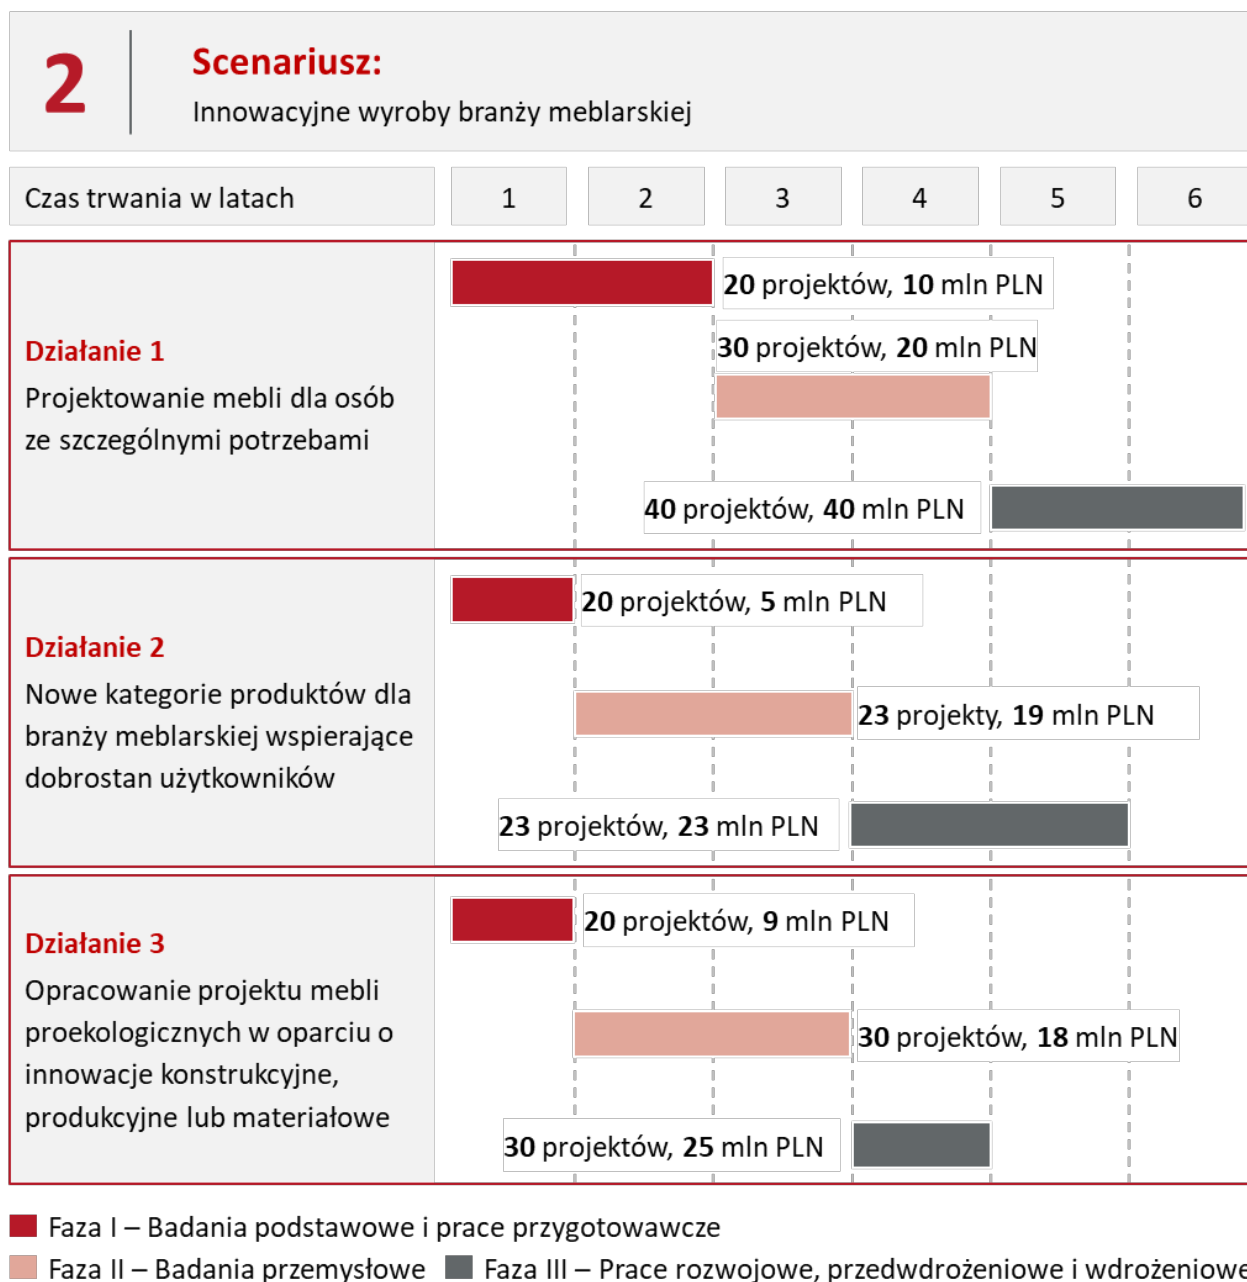 2
Scenariusz:
Innowacyjne wyroby branży meblarskiej
Czas trwania w latach 1 2 3 4 5 6
20 projektów, 10 mln PLN
30 projektów, 20 mln PLN
Działanie 1
Projektowanie mebli dla osób
ze szczególnymi potrzebami
40 projektów, 40 mln PLN
20 projektów, 5 mln PLN
Działanie 2
Nowe kategorie produktów dla
branży meblarskiej wspierające
dobrostan użytkowników
23 projekty, 19 mln PLN
23 projektów, 23 mln PLN
20 projektów, 9 mln PLN
Działanie 3
Opracowanie projektu mebli
proekologicznych w oparciu o
innowacje konstrukcyjne,
produkcyjne lub materiałowe
30 projektów, 18 mln PLN
30 projektów, 25 mln PLN
Faza I – Badania podstawowe i prace przygotowawcze
Faza II – Badania przemysłowe Faza III – Prace rozwojowe, przedwdrożeniowe i wdrożeniowe